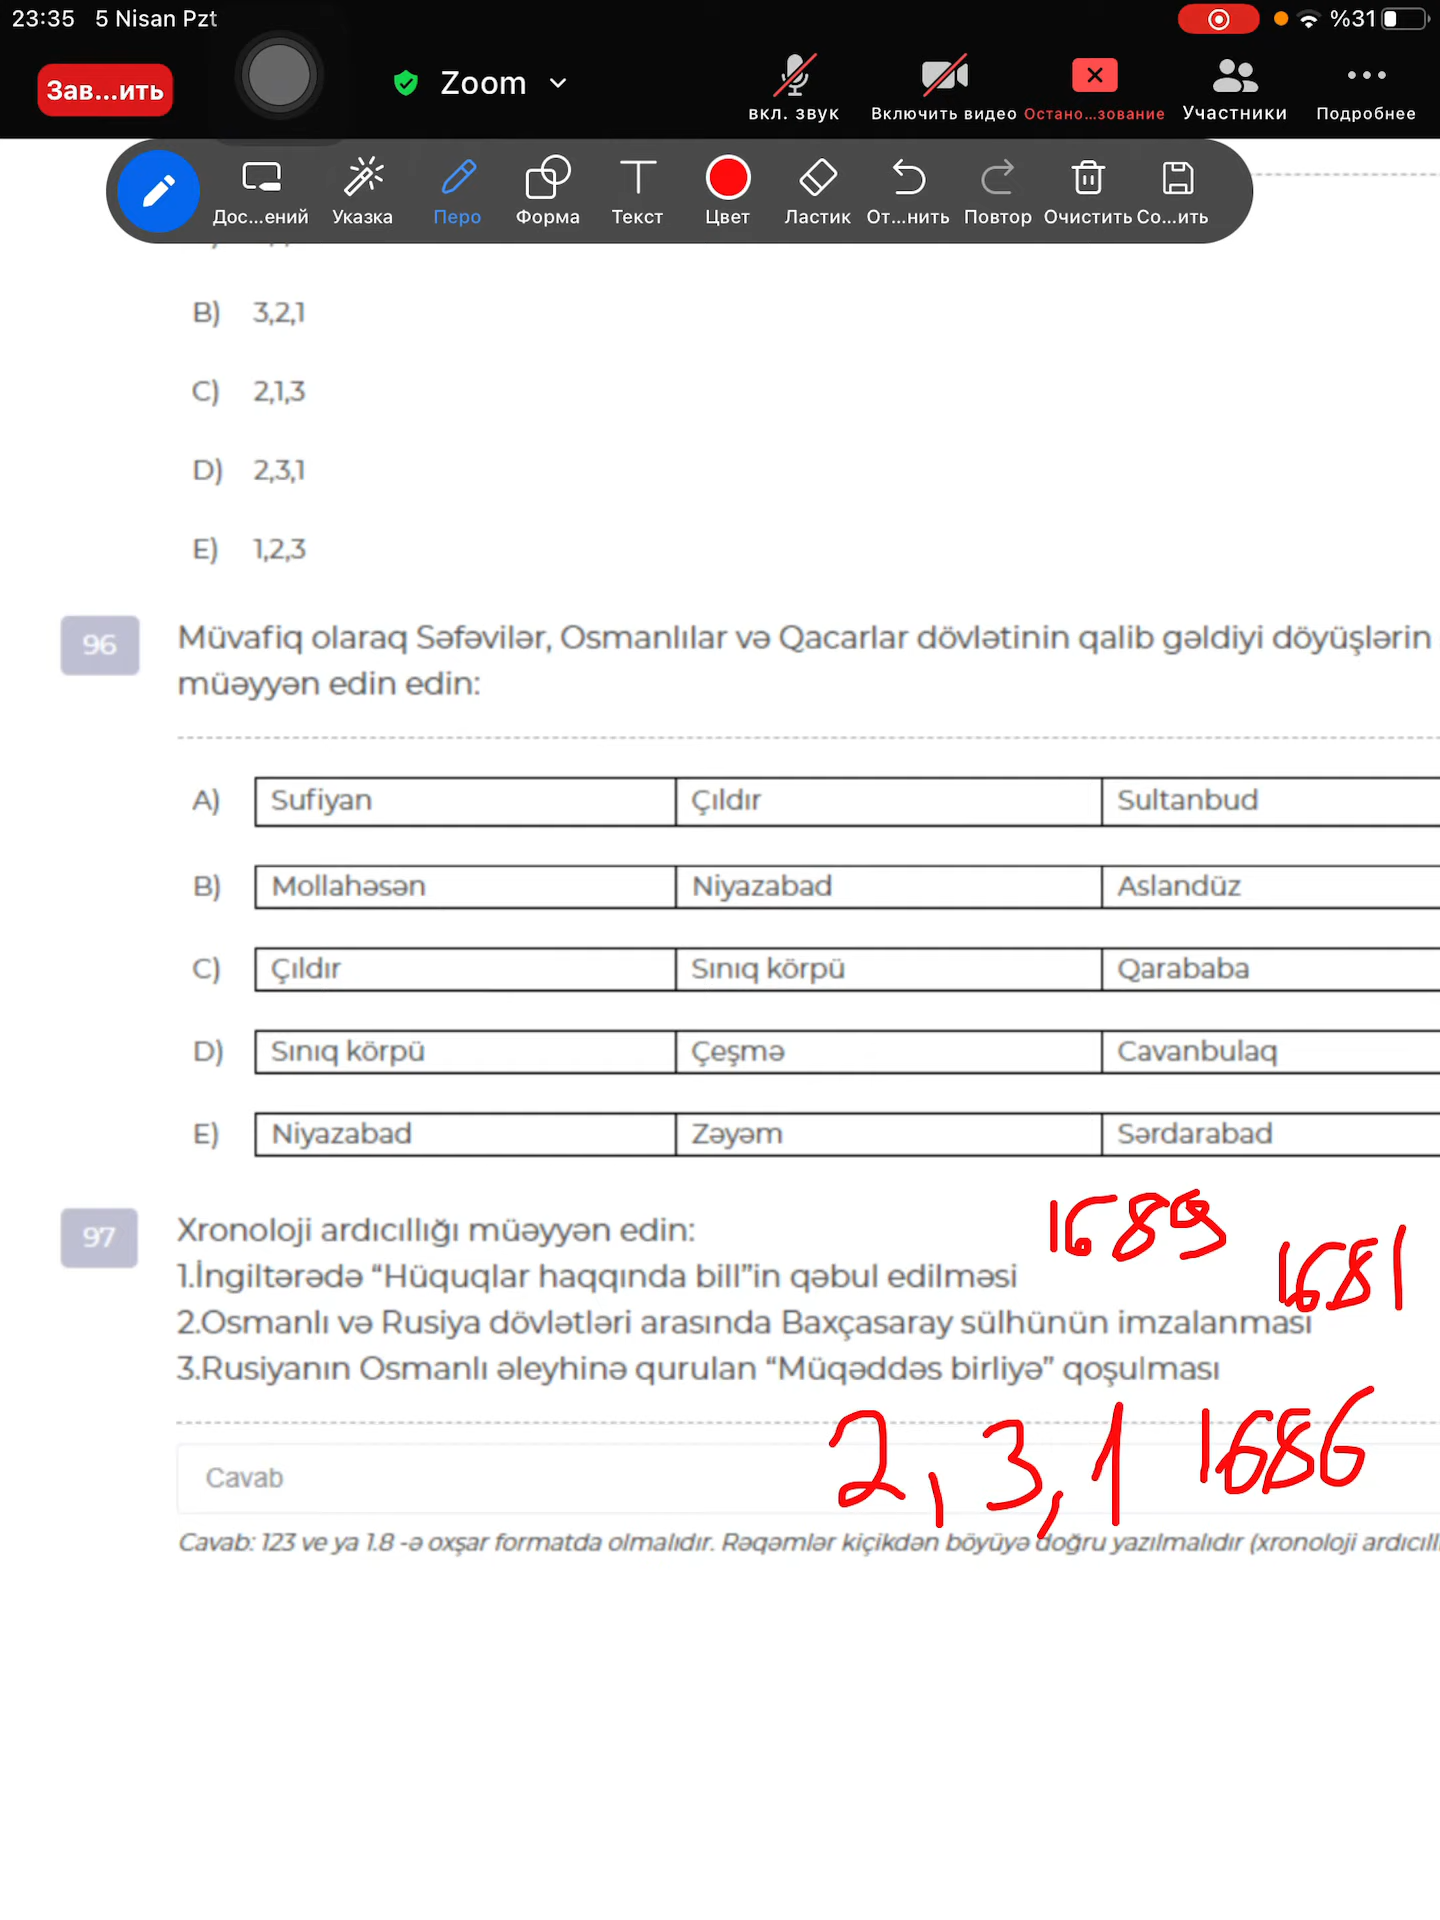 23:35 5 Nisan Pzt %31
Зав...ить Zoom вкл. звук Включить видео Остано...зование Участники Подробнее
Дос...ений Указка Перо Форма Текст Цвет Ластик От...нить Повтор Очистить Со...ить
B) 3,2,1
C) 2,1,3
D) 2,3,1
E) 1,2,3
96 Müvafiq olaraq Səfəvilər, Osmanlılar və Qacarlar dövlətinin qalib gəldiyi döyüşlərin
müəyyən edin edin:
A) Sufiyan Çıldır Sultanbud
B) Mollahəsən Niyazabad Aslandüz
C) Çıldır Sınıq körpü Qarababa
D) Sınıq körpü Çeşmə Cavanbulaq
E) Niyazabad Zəyəm Sərdarabad
97 Xronoloji ardıcıllığı müəyyən edin: 1689
1.İngiltərədə “Hüquqlar haqqında bill”in qəbul edilməsi 1681
2.Osmanlı və Rusiya dövlətləri arasında Baxçasaray sülhünün imzalanması
3.Rusiyanın Osmanlı əleyhinə qurulan “Müqəddəs birliyə” qoşulması
2, 3, 1 1686
Cavab
Cavab: 123 ve ya 1.8 -ə oxşar formatda olmalıdır. Rəqəmlər kiçikdən böyüyə doğru yazılmalıdır (xronoloji